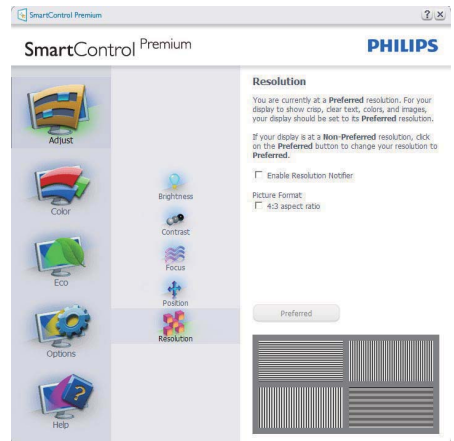 SmartControl Premium
? x
SmartControl Premium
PHILIPS
Adjust
Color
Eco
Options
Help
Brightness
Contrast
Focus
Position
Resolution
Resolution
You are currently at a Preferred resolution. For your
display to show crisp, clear text, colors, and images,
your display should be set to its Preferred resolution.
If your display is at a Non-Preferred resolution, click
on the Preferred button to change your resolution to
Preferred.
Enable Resolution Notifier
Picture Format
4:3 aspect ratio
Preferred